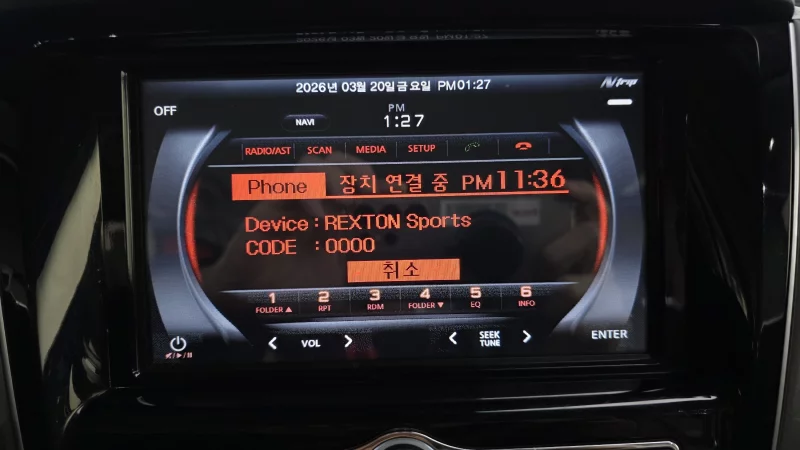 2026년 03월 20일금요일 PM01:27
Ntrip
OFF
PM
NAVI
1:27
RADIO/AST SCAN MEDIA SETUP
Phone 장치 연결 중 PM11:36
Device : REXTON Sports
CODE : 0000
취소
1 2 3 4 5 6
FOLDER▲ RPT RDM FOLDER▼ EQ INFO
< VOL > < SEEK TUNE > ENTER